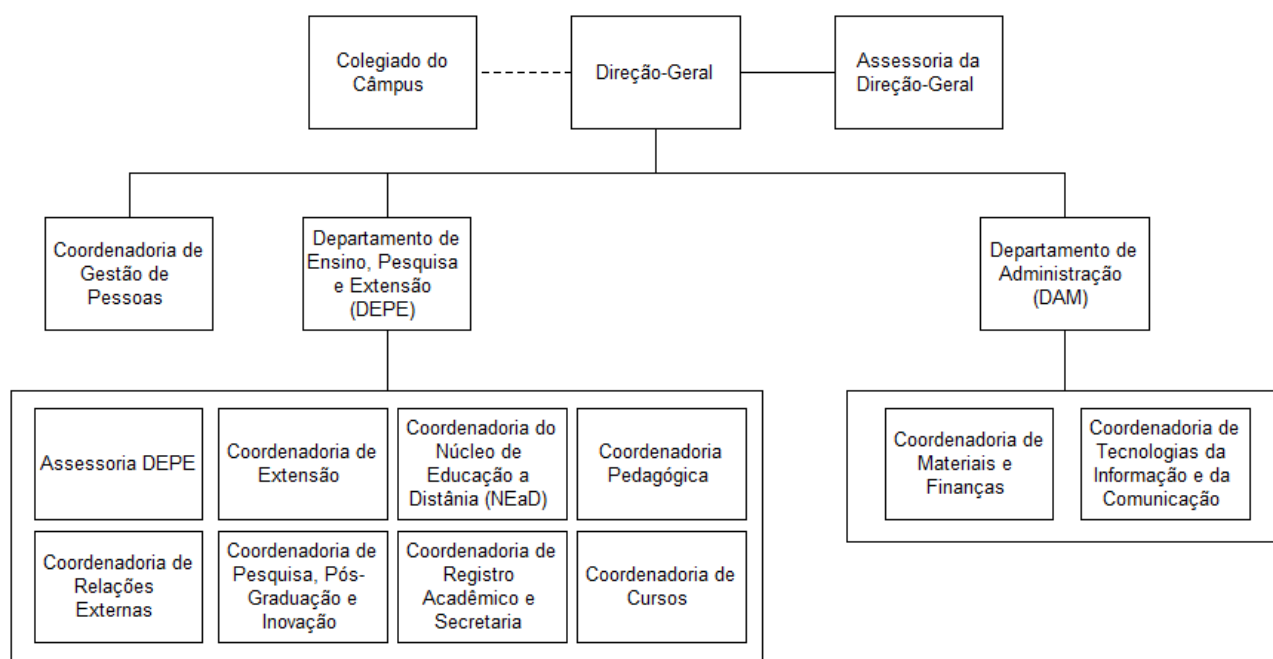 Colegiado do
Câmpus
Direção-Geral
Assessoria da
Direção-Geral
Coordenadoria de
Gestão de
Pessoas
Departamento de
Ensino, Pesquisa
e Extensão
(DEPE)
Departamento de
Administração
(DAM)
Assessoria DEPE
Coordenadoria de
Extensão
Coordenadoria do
Núcleo de
Educação a
Distânia (NEaD)
Coordenadoria
Pedagógica
Coordenadoria de
Relações
Externas
Coordenadoria de
Pesquisa, Pós-
Graduação e
Inovação
Coordenadoria de
Registro
Acadêmico e
Secretaria
Coordenadoria de
Cursos
Coordenadoria de
Materiais e
Finanças
Coordenadoria de
Tecnologias da
Informação e da
Comunicação